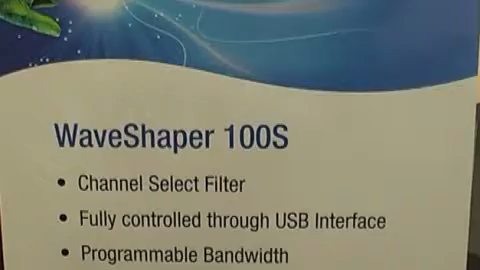 WaveShaper 100S
• Channel Select Filter
• Fully controlled through USB Interface
• Programmable Bandwidth